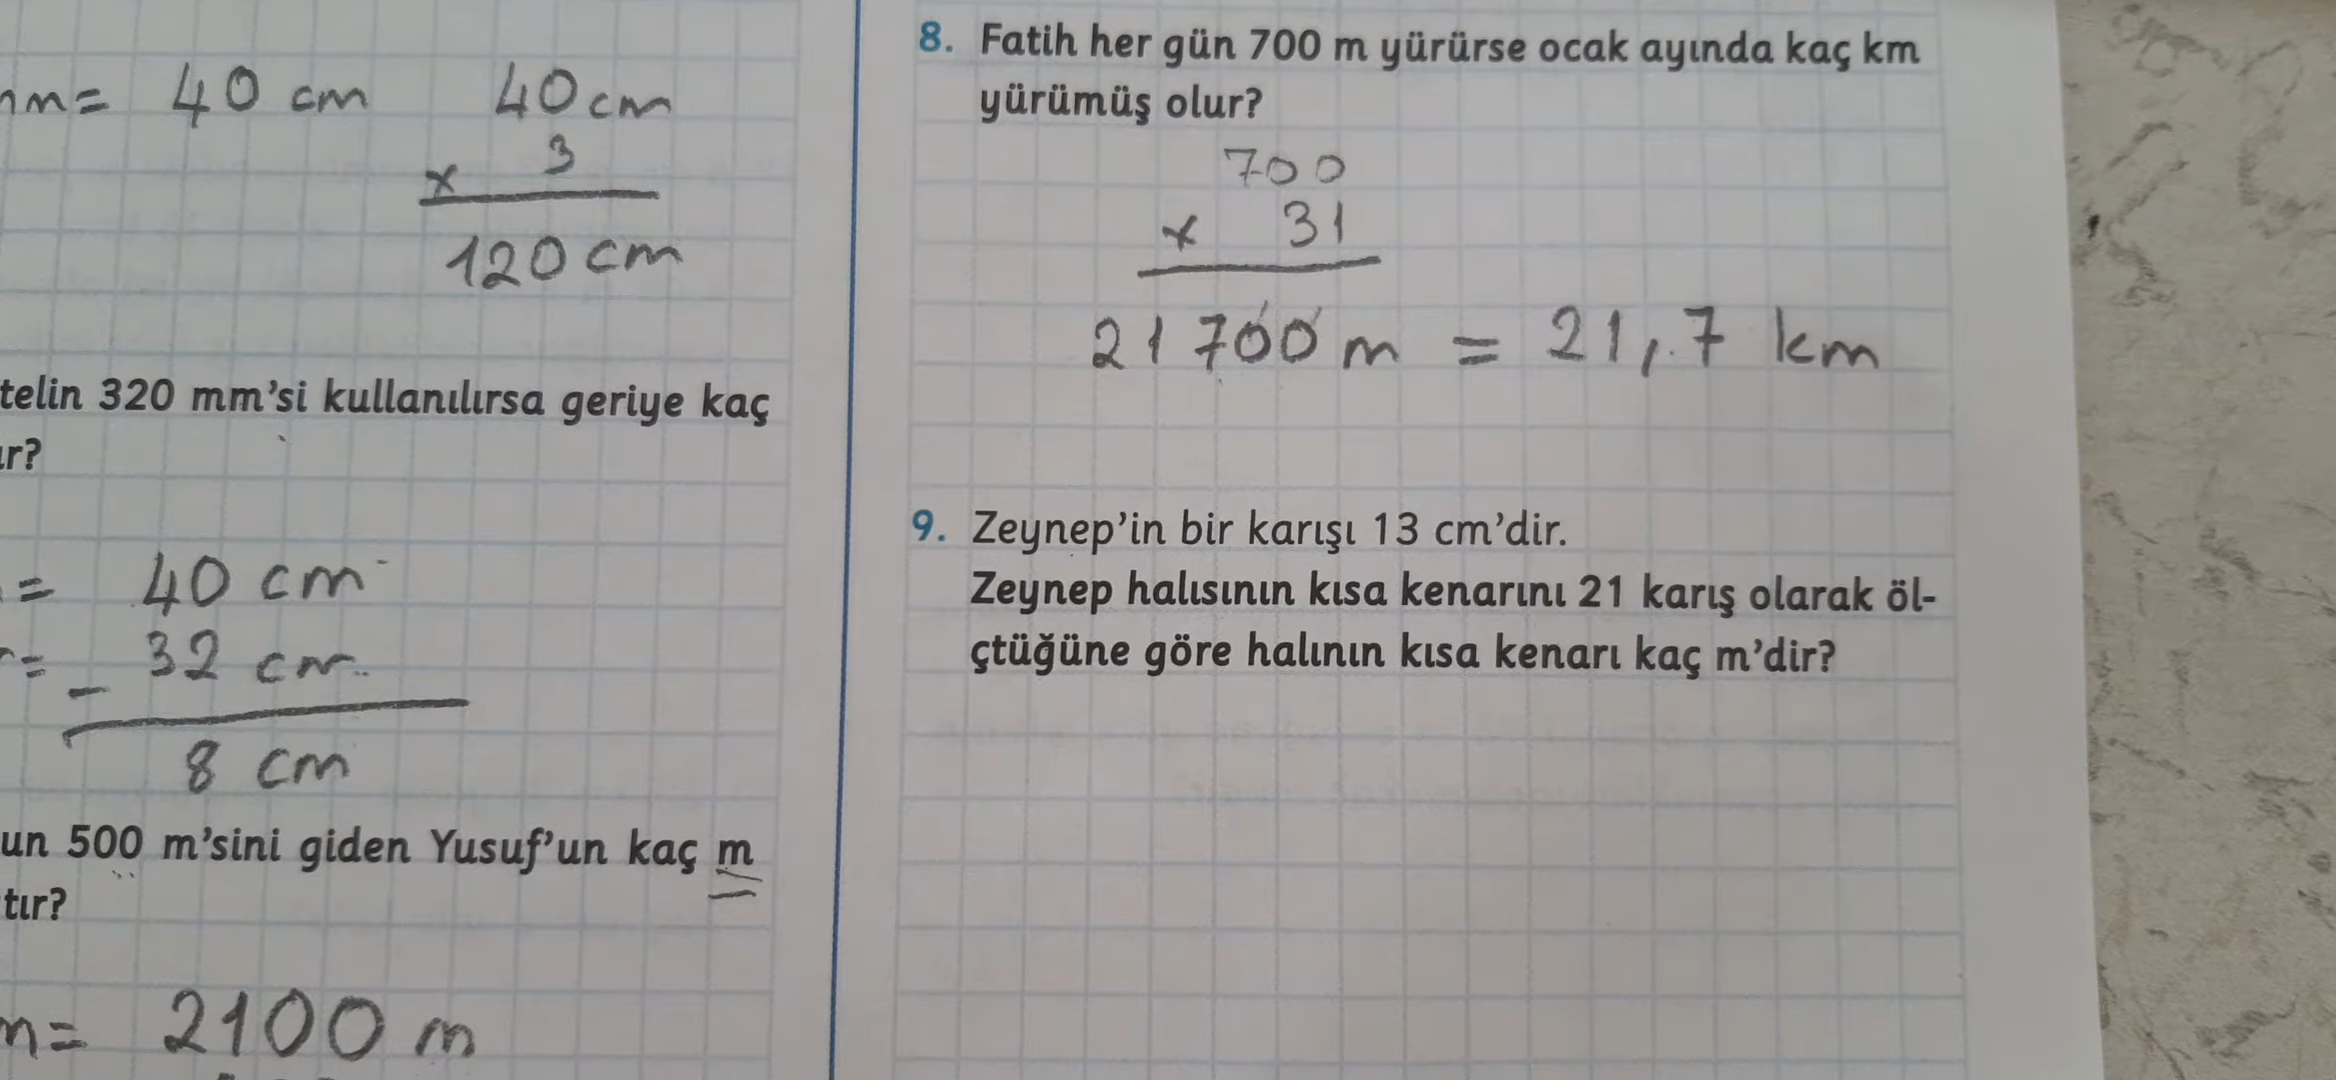 m= 40 cm
40 cm
x 3
120 cm
telin 320 mm'si kullanılırsa geriye kaç
r?
= 40 cm
= - 32 cm
8 cm
un 500 m'sini giden Yusuf'un kaç m
tır?
= 2100 m
8. Fatih her gün 700 m yürürse ocak ayında kaç km
yürümüş olur?
700
x 31
21700 m = 21,7 km
9. Zeynep'in bir karışı 13 cm'dir.
Zeynep halısının kısa kenarını 21 karış olarak öl-
çtüğüne göre halının kısa kenarı kaç m'dir?